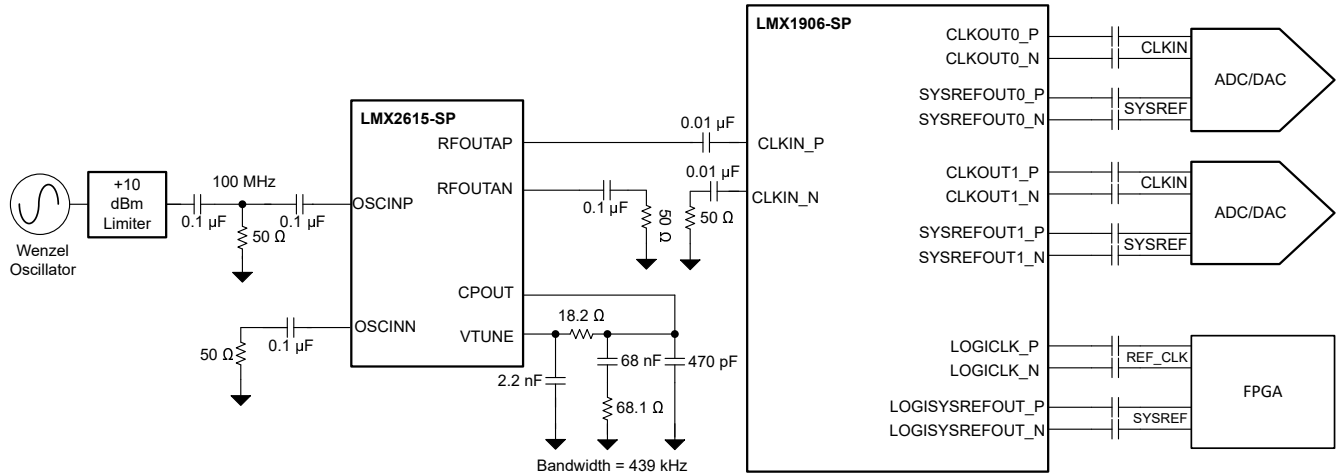 LMX1906-SP
CLKOUT0_P
CLKOUT0_N
CLKIN
SYSREFOUT0_P
SYSREFOUT0_N
SYSREF
ADC/DAC
CLKOUT1_P
CLKOUT1_N
CLKIN
SYSREFOUT1_P
SYSREFOUT1_N
SYSREF
ADC/DAC
LOGICLK_P
LOGICLK_N
REF_CLK
LOGISYSREFOUT_P
LOGISYSREFOUT_N
SYSREF
FPGA
0.01 µF
CLKIN_P
0.01 µF
CLKIN_N
50 Ω
LMX2615-SP
RFOUTAP
RFOUTAN
0.1 µF
50 Ω
OSCINP
OSCINN
CPOUT
VTUNE
Wenzel
Oscillator
+10
dBm
Limiter
0.1 µF
100 MHz
50 Ω
0.1 µF
50 Ω
0.1 µF
18.2 Ω
2.2 nF
68 nF
68.1 Ω
470 pF
Bandwidth = 439 kHz